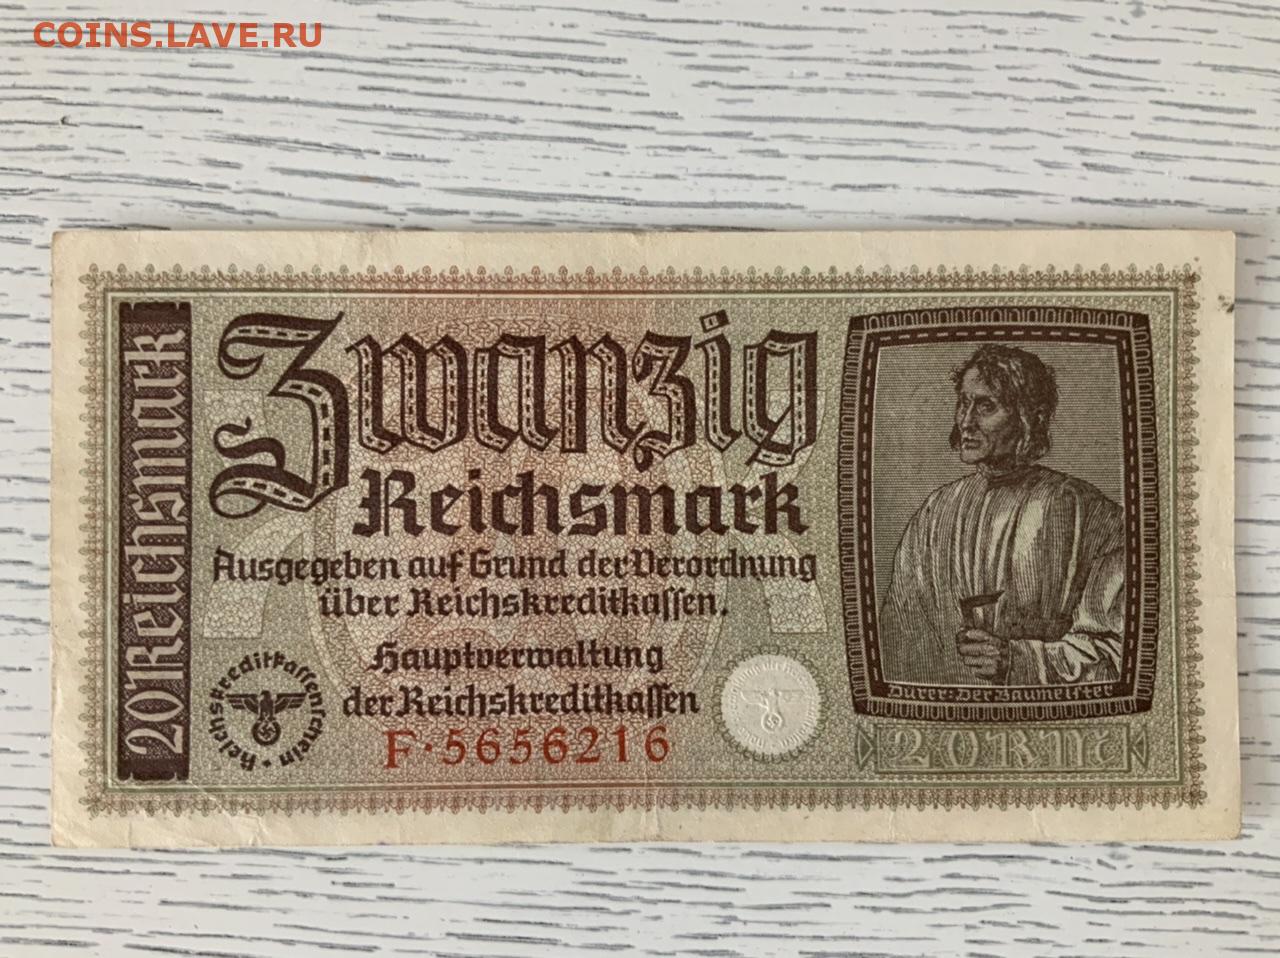 COINS.LAVE.RU
20 Reichsmark
Zwanzig
Reichsmark
Ausgegeben auf Grund der Verordnung
über Reichskreditkaſſen.
Hauptverwaltung
der Reichskreditkaſſen
F·5656216
Reichskreditkaſſenſchein
Dürer: Der Baumeiſter
20 RMk